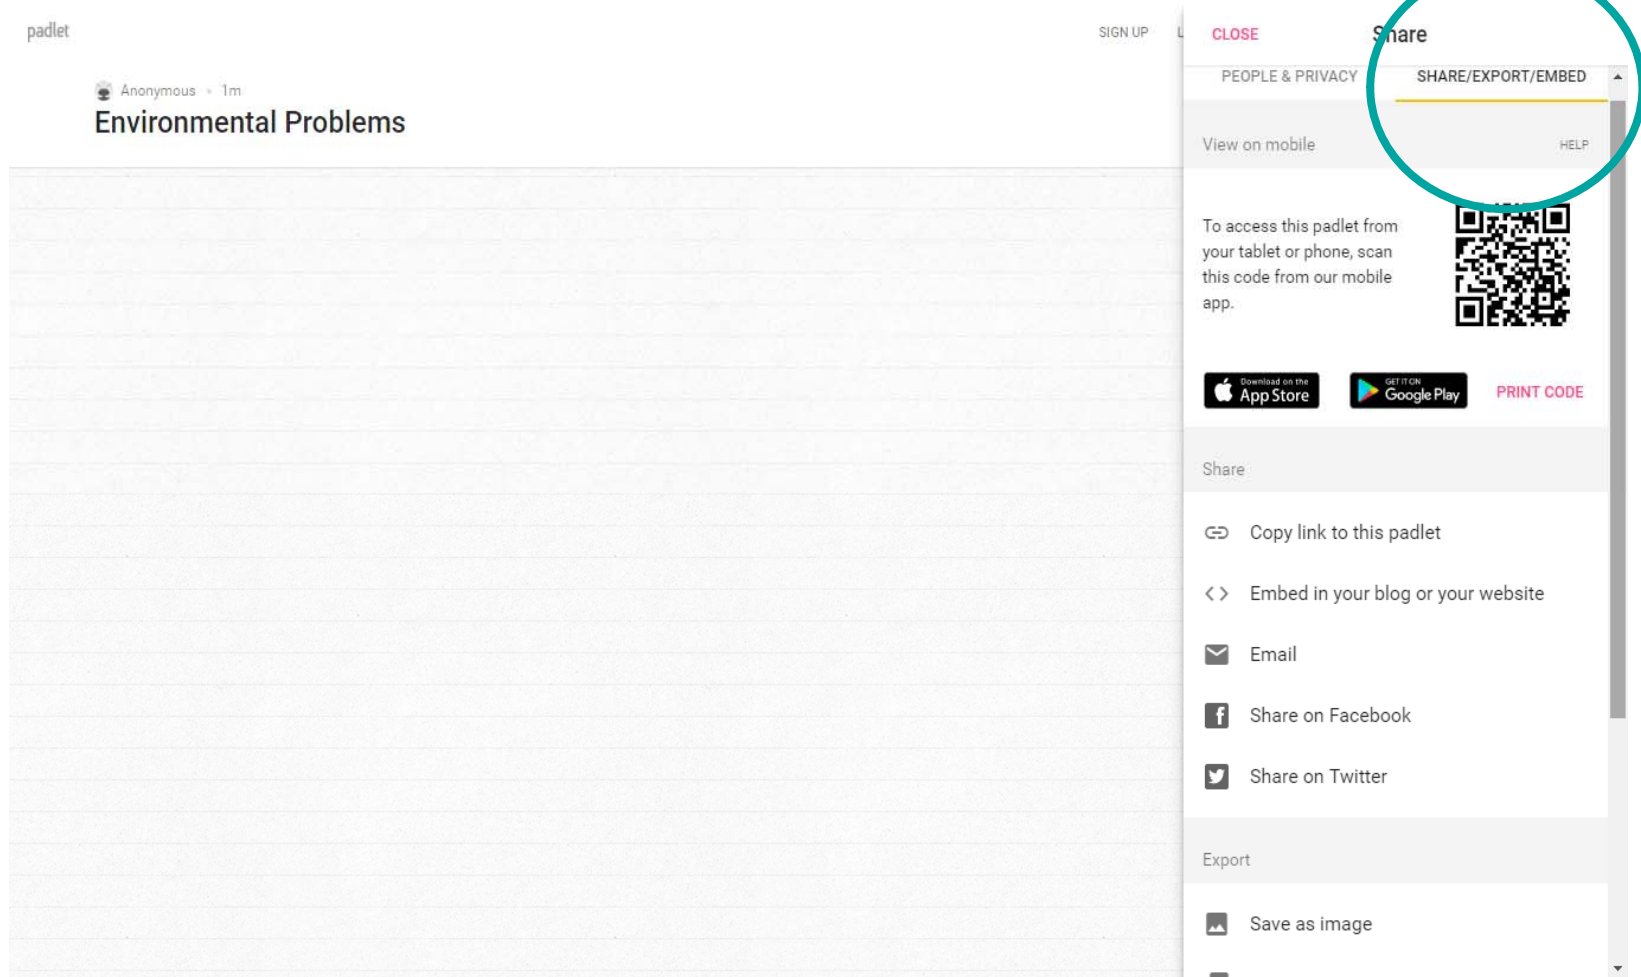 padlet
SIGN UP
Anonymous • 1m
Environmental Problems
CLOSE
Share
PEOPLE & PRIVACY
SHARE/EXPORT/EMBED
View on mobile
HELP
To access this padlet from
your tablet or phone, scan
this code from our mobile
app.
Download on the
App Store
GET IT ON
Google Play
PRINT CODE
Share
Copy link to this padlet
Embed in your blog or your website
Email
Share on Facebook
Share on Twitter
Export
Save as image